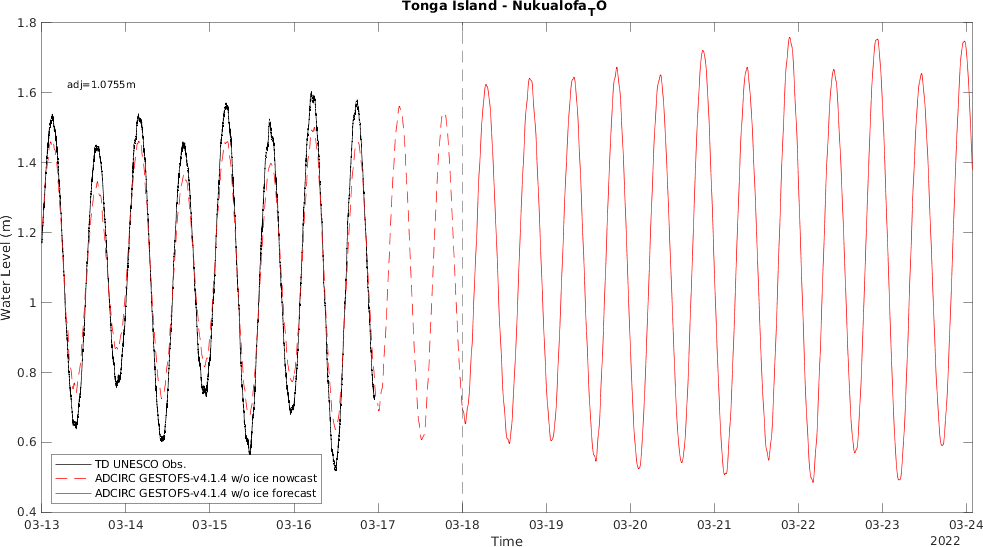 Tonga Island - Nukualofa_TO
1.8
adj=1.0755m
1.6
1.4
1.2
1
0.8
0.6
0.4
Water Level (m)
TD UNESCO Obs.
ADCIRC GESTOFS-v4.1.4 w/o ice nowcast
ADCIRC GESTOFS-v4.1.4 w/o ice forecast
03-13 03-14 03-15 03-16 03-17 03-18 03-19 03-20 03-21 03-22 03-23 03-24
Time
2022